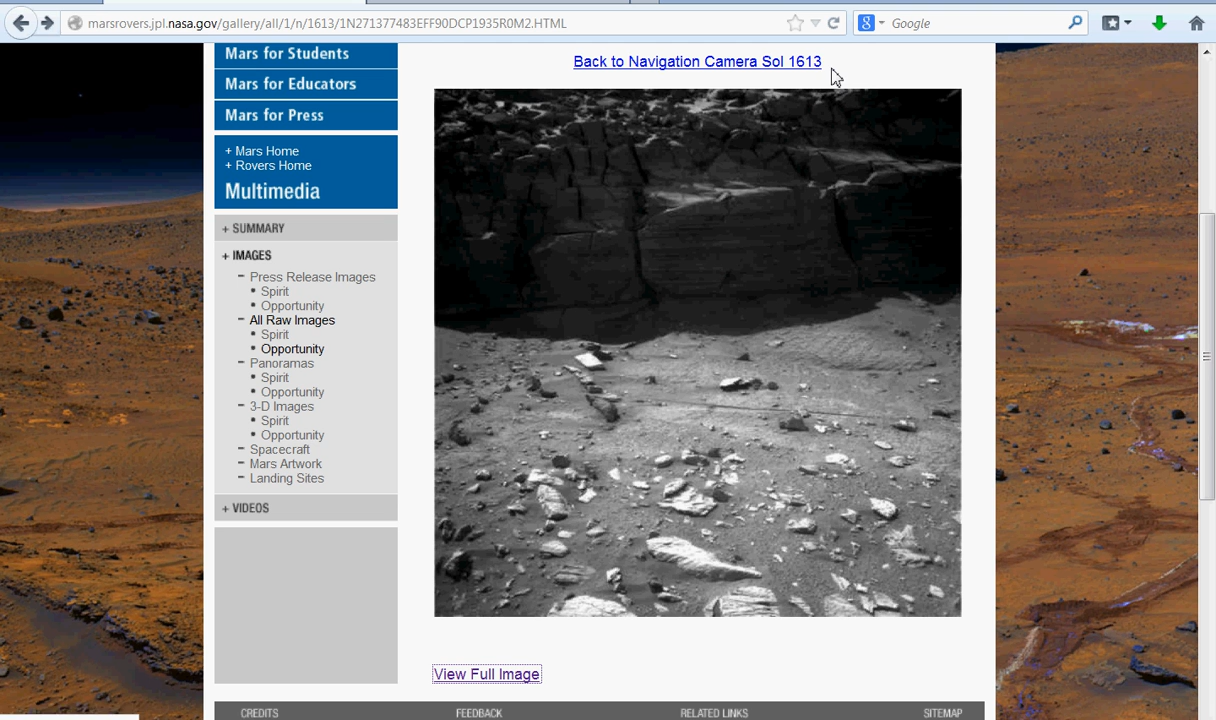 marsrovers.jpl.nasa.gov/gallery/all/1/n/1613/1N271377483EFF90DCP1935R0M2.HTML
Google
Mars for Students
Mars for Educators
Mars for Press
+ Mars Home
+ Rovers Home
Multimedia
+ SUMMARY
+ IMAGES
Press Release Images
Spirit
Opportunity
All Raw Images
Spirit
Opportunity
Panoramas
Spirit
Opportunity
3-D Images
Spirit
Opportunity
Spacecraft
Mars Artwork
Landing Sites
+ VIDEOS
Back to Navigation Camera Sol 1613
View Full Image
CREDITS FEEDBACK RELATED LINKS SITEMAP